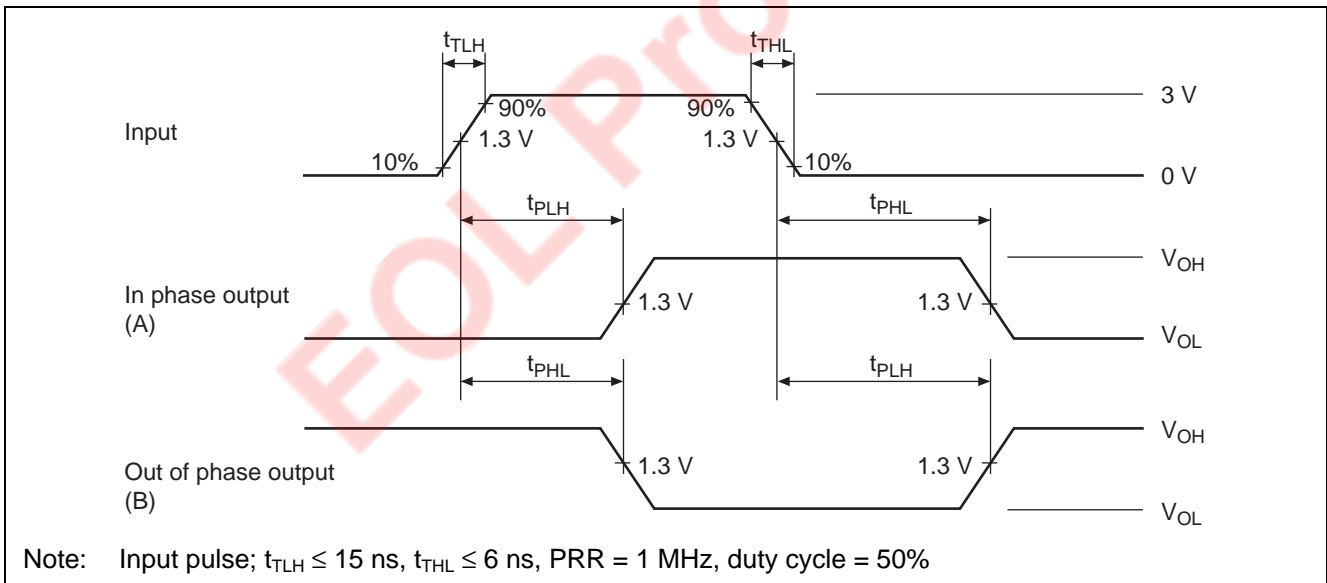 tTLH tTHL
90% 90% 3 V
Input 1.3 V 1.3 V
10% 10% 0 V
tPLH tPHL
VOH
In phase output
(A) 1.3 V 1.3 V
VOL
tPHL tPLH
VOH
Out of phase output
(B) 1.3 V 1.3 V
VOL
Note: Input pulse; tTLH ≤ 15 ns, tTHL ≤ 6 ns, PRR = 1 MHz, duty cycle = 50%
EOL Pro